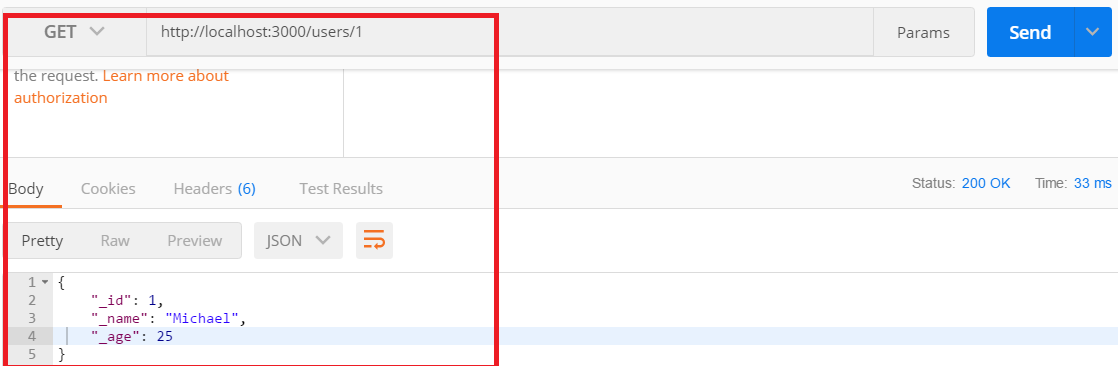 GET http://localhost:3000/users/1 Params Send
the request. Learn more about
authorization
Body Cookies Headers (6) Test Results Status: 200 OK Time: 33 ms
Pretty Raw Preview JSON
1 {
2 "_id": 1,
3 "_name": "Michael",
4 "_age": 25
5 }